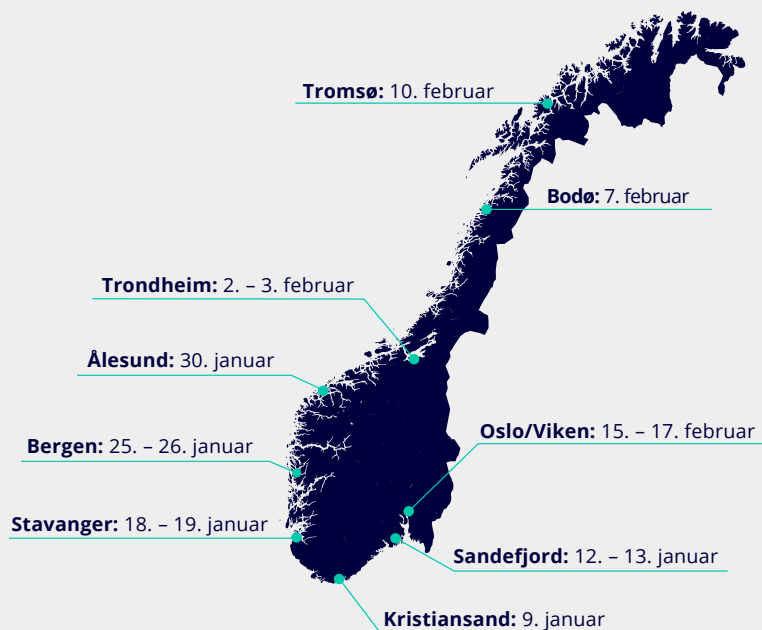 Tromsø: 10. februar
Bodø: 7. februar
Trondheim: 2. – 3. februar
Ålesund: 30. januar
Oslo/Viken: 15. – 17. februar
Bergen: 25. – 26. januar
Stavanger: 18. – 19. januar
Sandefjord: 12. – 13. januar
Kristiansand: 9. januar